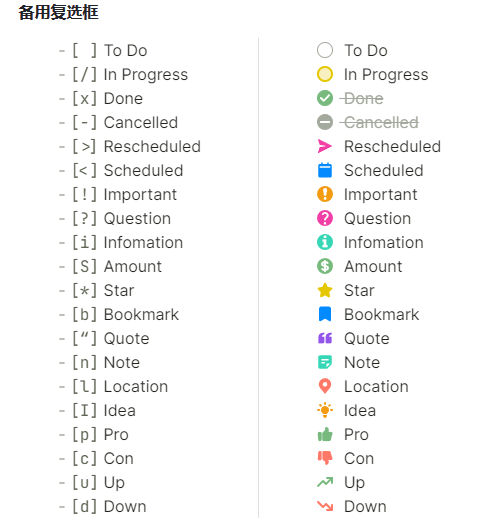 备用复选框
- [ ] To Do
- [/] In Progress
- [x] Done
- [-] Cancelled
- [>] Rescheduled
- [<] Scheduled
- [!] Important
- [?] Question
- [i] Infomation
- [S] Amount
- [*] Star
- [b] Bookmark
- [“] Quote
- [n] Note
- [l] Location
- [I] Idea
- [p] Pro
- [c] Con
- [u] Up
- [d] Down
To Do
In Progress
Done
Cancelled
Rescheduled
Scheduled
Important
Question
Infomation
Amount
Star
Bookmark
Quote
Note
Location
Idea
Pro
Con
Up
Down